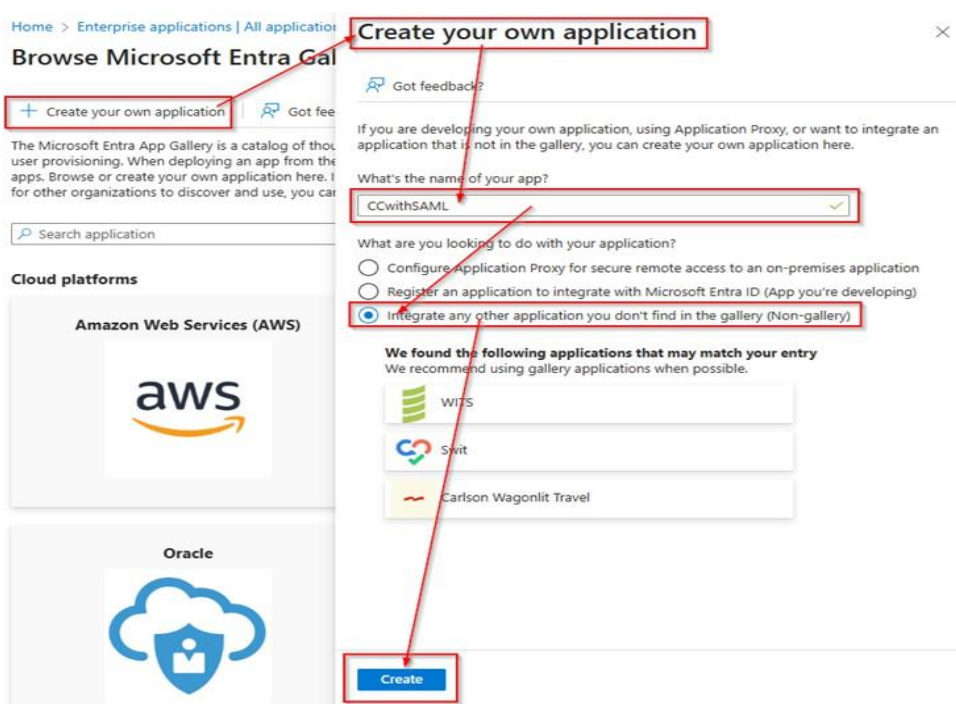 Home > Enterprise applications | All application
Browse Microsoft Entra Gal
+ Create your own application
Got fee
The Microsoft Entra App Gallery is a catalog of thou
user provisioning. When deploying an app from the
apps. Browse or create your own application here. I
for other organizations to discover and use, you can
Search application
Cloud platforms
Amazon Web Services (AWS)
aws
Oracle
Create your own application
Got feedback?
If you are developing your own application, using Application Proxy, or want to integrate an
application that is not in the gallery, you can create your own application here.
What's the name of your app?
CCwithSAML
What are you looking to do with your application?
Configure Application Proxy for secure remote access to an on-premises application
Register an application to integrate with Microsoft Entra ID (App you're developing)
Integrate any other application you don't find in the gallery (Non-gallery)
We found the following applications that may match your entry
We recommend using gallery applications when possible.
WITS
Swit
Carlson Wagonlit Travel
Create